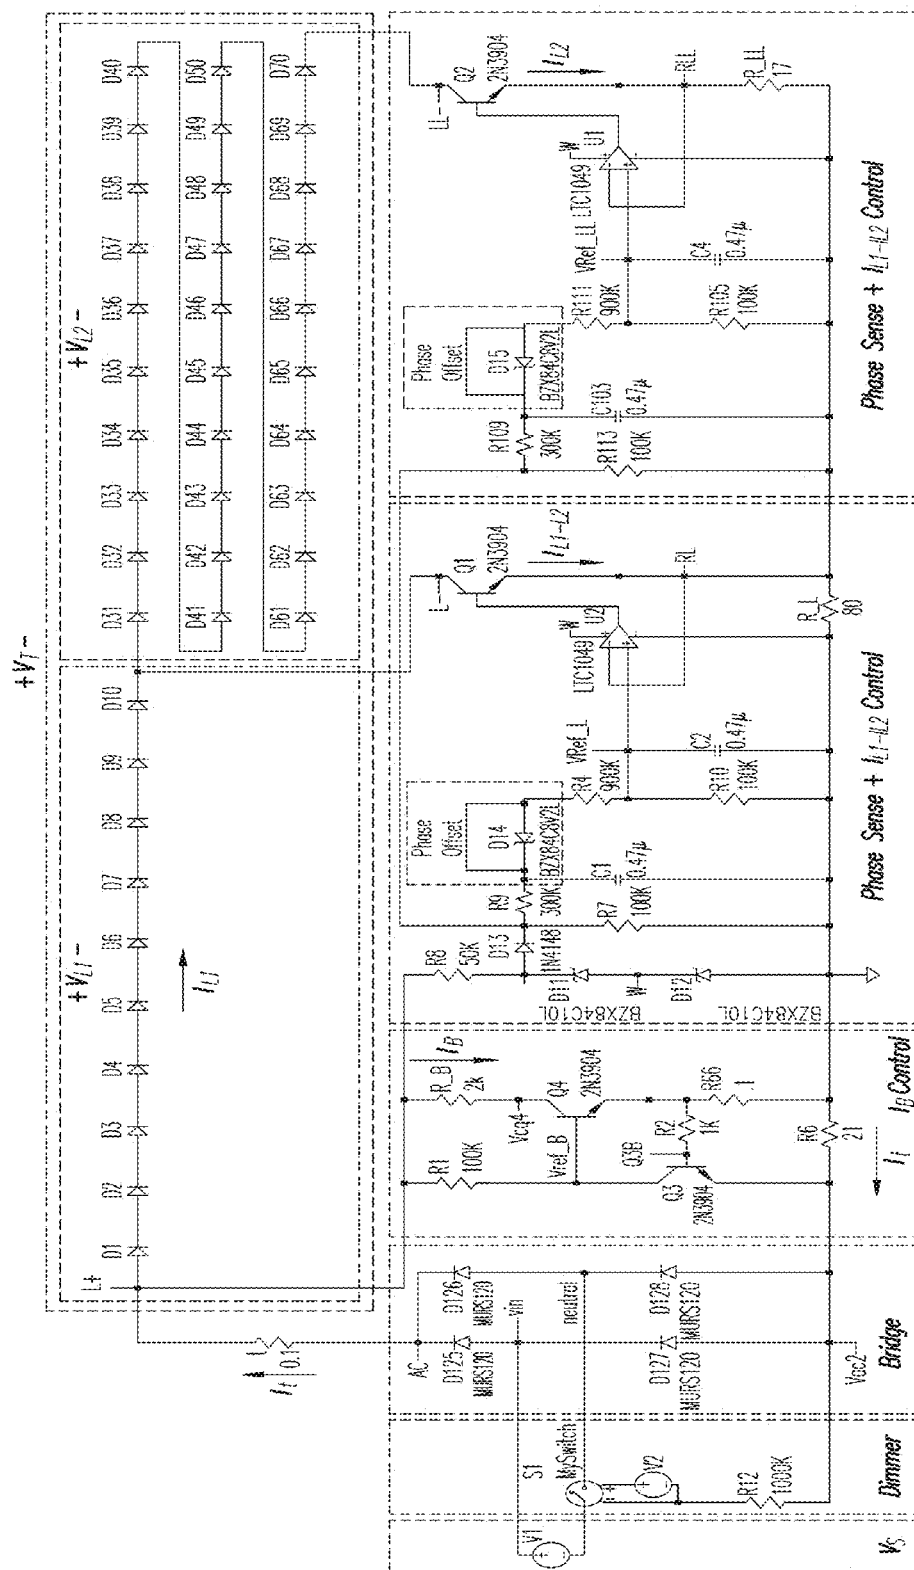 +V_T-
+V_L1-
+V_L2-
L+
D1
D2
D3
D4
D5
D6
D7
D8
D9
D10
I_L1
D31
D32
D33
D34
D35
D36
D37
D38
D39
D40
D41
D42
D43
D44
D45
D46
D47
D48
D49
D50
D61
D62
D63
D64
D65
D66
D67
D68
D69
D70
I_t
0.1
V1
V_S
S1
MySwitch
V2
R12
1000K
Dimmer
AC
D125
MURS120
D126
MURS120
vin
neutral
D127
MURS120
D128
MURS120
Vcc2
Bridge
R1
100K
R_B
2k
I_B
Vcq4
Q4
2N3904
Vref_B
Q3B
R2
1K
R66
.1
Q3
2N3904
R6
21
I_t
I_B Control
R8
50K
D13
1N4148
D11
BZX84C10L
W
D12
BZX84C10L
R9
300K
R7
100K
C1
0.47µ
Phase
Offset
D14
BZX84C8V2L
R4
900K
VRef_L
R10
100K
C2
0.47µ
LTC1049
U2
W
L
Q1
2N3904
I_L1-L2
RL
R_L
80
Phase Sense + I_L1-IL2 Control
R109
300K
R113
100K
C103
0.47µ
Phase
Offset
D15
BZX84C8V2L
R111
900K
VRef_LL
R105
100K
C4
0.47µ
LTC1049
U1
W
LL
Q2
2N3904
I_L2
RLL
R_LL
17
Phase Sense + I_L1-IL2 Control